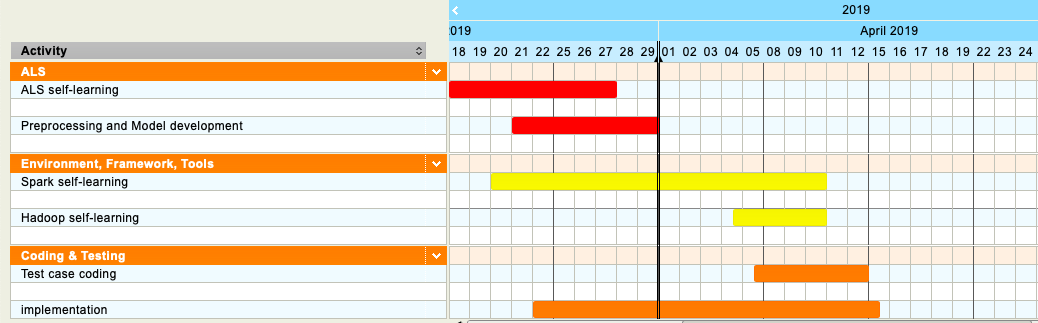 2019
2019
April 2019
Activity
18 19 20 21 22 25 26 27 28 29 01 02 03 04 05 08 09 10 11 12 15 16 17 18 19 22 23 24
ALS
ALS self-learning
Preprocessing and Model development
Environment, Framework, Tools
Spark self-learning
Hadoop self-learning
Coding & Testing
Test case coding
implementation